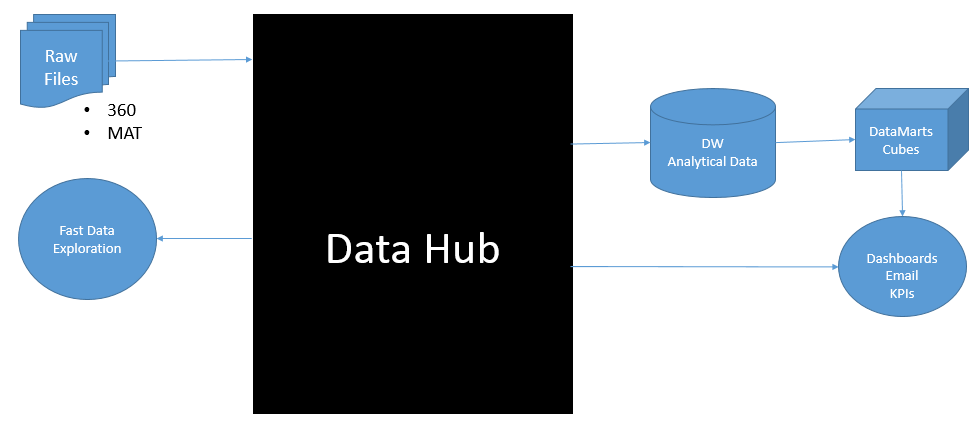 Raw
Files
• 360
• MAT
Fast Data
Exploration
Data Hub
DW
Analytical Data
DataMarts
Cubes
Dashboards
Email
KPIs